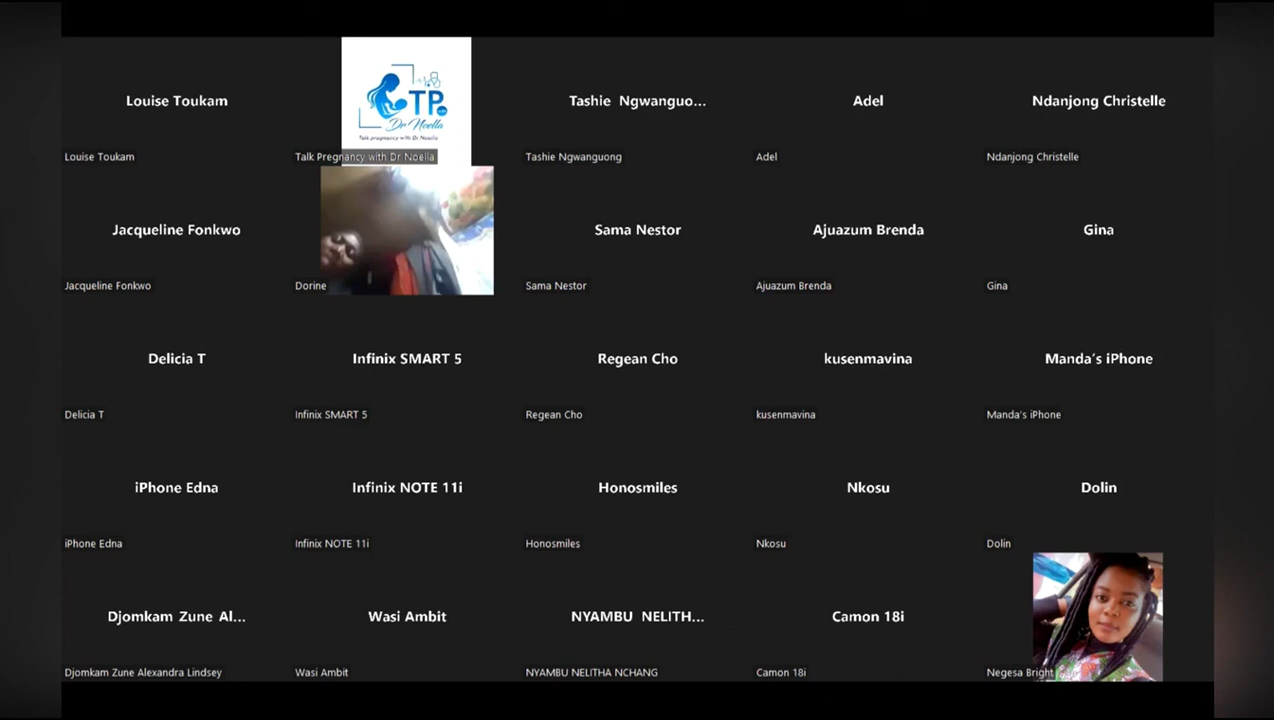 Louise Toukam
Louise Toukam
TP
Dr Noella
Talk pregnancy with Dr Noella
Talk Pregnancy with Dr Noella
Tashie Ngwanguo...
Tashie Ngwanguong
Adel
Adel
Ndanjong Christelle
Ndanjong Christelle
Jacqueline Fonkwo
Jacqueline Fonkwo
Dorine
Sama Nestor
Sama Nestor
Ajuazum Brenda
Ajuazum Brenda
Gina
Gina
Delicia T
Delicia T
Infinix SMART 5
Infinix SMART 5
Regean Cho
Regean Cho
kusenmavina
kusenmavina
Manda's iPhone
Manda's iPhone
iPhone Edna
iPhone Edna
Infinix NOTE 11i
Infinix NOTE 11i
Honosmiles
Honosmiles
Nkosu
Nkosu
Dolin
Dolin
Djomkam Zune Al...
Djomkam Zune Alexandra Lindsey
Wasi Ambit
Wasi Ambit
NYAMBU NELITH...
NYAMBU NELITHA NCHANG
Camon 18i
Camon 18i
Negesa Bright